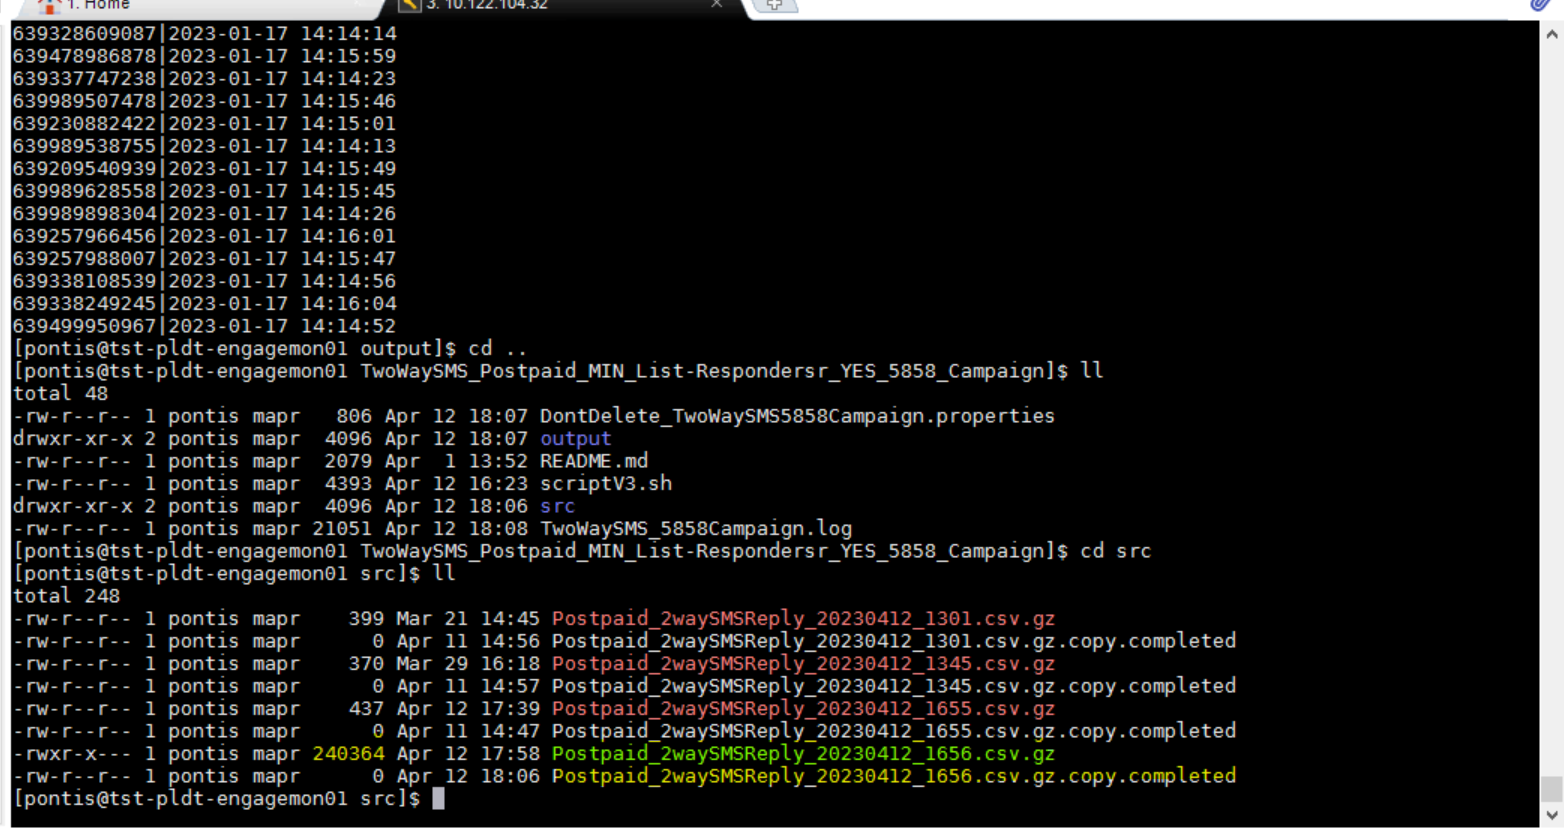 1. Home
3. 10.122.104.32
639328609087|2023-01-17 14:14:14
639478986878|2023-01-17 14:15:59
639337747238|2023-01-17 14:14:23
639989507478|2023-01-17 14:15:46
639230882422|2023-01-17 14:15:01
639989538755|2023-01-17 14:14:13
639209540939|2023-01-17 14:15:49
639989628558|2023-01-17 14:15:45
639989898304|2023-01-17 14:14:26
639257966456|2023-01-17 14:16:01
639257988007|2023-01-17 14:15:47
639338108539|2023-01-17 14:14:56
639338249245|2023-01-17 14:16:04
639499950967|2023-01-17 14:14:52
[pontis@tst-pldt-engagemon01 output]$ cd ..
[pontis@tst-pldt-engagemon01 TwoWaySMS_Postpaid_MIN_List-Respondersr_YES_5858_Campaign]$ ll
total 48
-rw-r--r-- 1 pontis mapr   806 Apr 12 18:07 DontDelete_TwoWaySMS5858Campaign.properties
drwxr-xr-x 2 pontis mapr  4096 Apr 12 18:07 output
-rw-r--r-- 1 pontis mapr  2079 Apr  1 13:52 README.md
-rw-r--r-- 1 pontis mapr  4393 Apr 12 16:23 scriptV3.sh
drwxr-xr-x 2 pontis mapr  4096 Apr 12 18:06 src
-rw-r--r-- 1 pontis mapr 21051 Apr 12 18:08 TwoWaySMS_5858Campaign.log
[pontis@tst-pldt-engagemon01 TwoWaySMS_Postpaid_MIN_List-Respondersr_YES_5858_Campaign]$ cd src
[pontis@tst-pldt-engagemon01 src]$ ll
total 248
-rw-r--r-- 1 pontis mapr    399 Mar 21 14:45 Postpaid_2waySMSReply_20230412_1301.csv.gz
-rw-r--r-- 1 pontis mapr      0 Apr 11 14:56 Postpaid_2waySMSReply_20230412_1301.csv.gz.copy.completed
-rw-r--r-- 1 pontis mapr    370 Mar 29 16:18 Postpaid_2waySMSReply_20230412_1345.csv.gz
-rw-r--r-- 1 pontis mapr      0 Apr 11 14:57 Postpaid_2waySMSReply_20230412_1345.csv.gz.copy.completed
-rw-r--r-- 1 pontis mapr    437 Apr 12 17:39 Postpaid_2waySMSReply_20230412_1655.csv.gz
-rw-r--r-- 1 pontis mapr      0 Apr 11 14:47 Postpaid_2waySMSReply_20230412_1655.csv.gz.copy.completed
-rwxr-x--- 1 pontis mapr 240364 Apr 12 17:58 Postpaid_2waySMSReply_20230412_1656.csv.gz
-rw-r--r-- 1 pontis mapr      0 Apr 12 18:06 Postpaid_2waySMSReply_20230412_1656.csv.gz.copy.completed
[pontis@tst-pldt-engagemon01 src]$